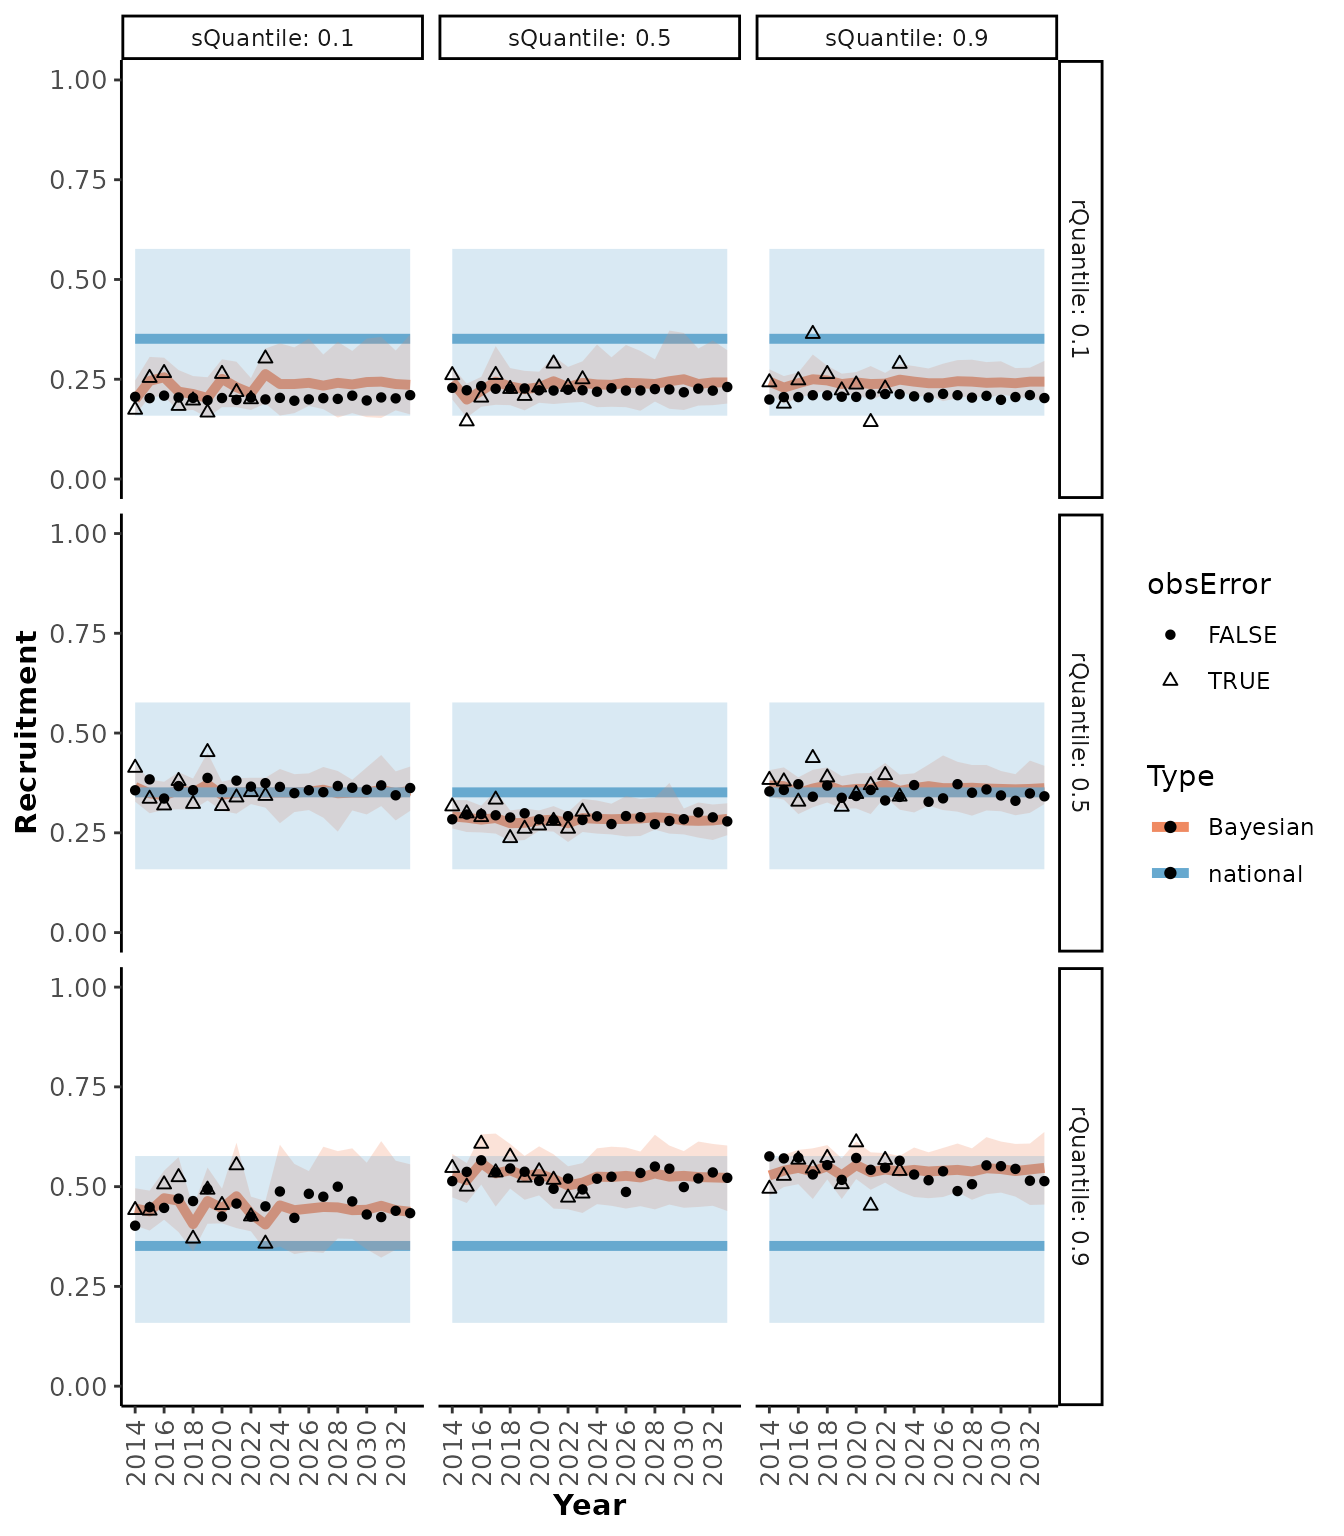 sQuantile: 0.1
sQuantile: 0.5
sQuantile: 0.9
1.00
0.75
0.50
0.25
0.00
rQuantile: 0.1
1.00
0.75
0.50
0.25
0.00
rQuantile: 0.5
1.00
0.75
0.50
0.25
0.00
rQuantile: 0.9
Recruitment
2014 2016 2018 2020 2022 2024 2026 2028 2030 2032
2014 2016 2018 2020 2022 2024 2026 2028 2030 2032
2014 2016 2018 2020 2022 2024 2026 2028 2030 2032
Year
obsError
FALSE
TRUE
Type
Bayesian
national